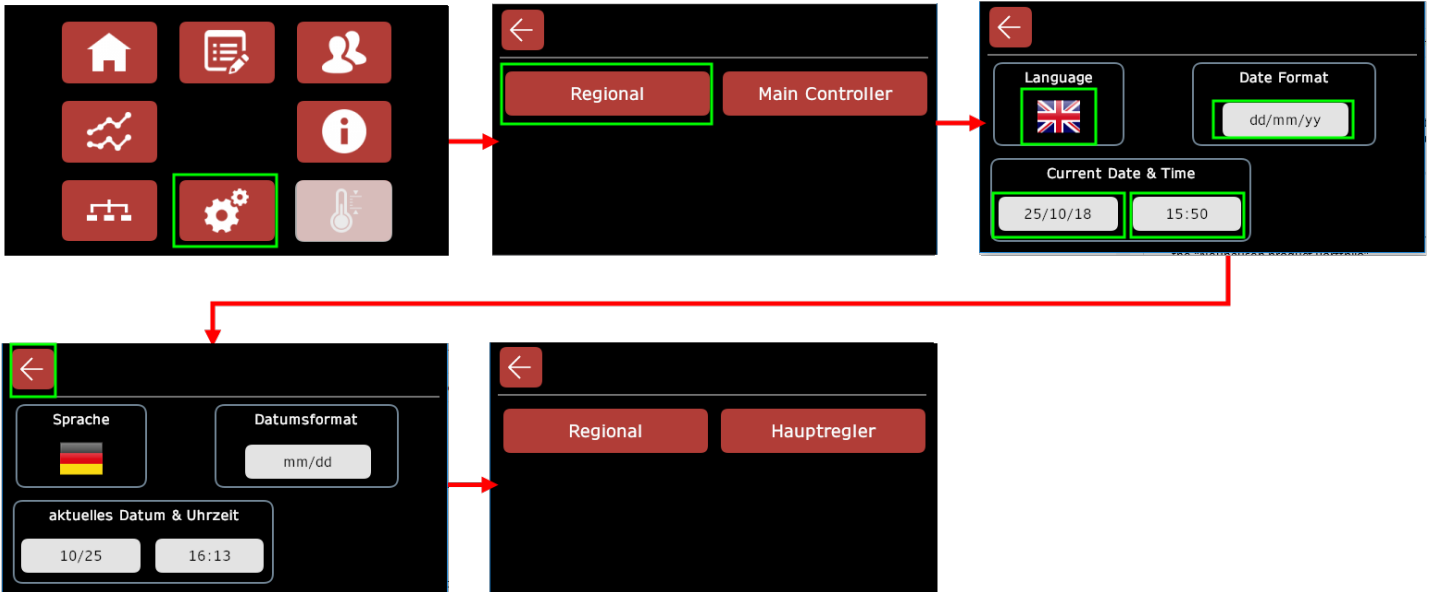 Regional
Main Controller
Language
Date Format
dd/mm/yy
Current Date & Time
25/10/18
15:50
Sprache
Datumsformat
mm/dd
aktuelles Datum & Uhrzeit
10/25
16:13
Regional
Hauptregler